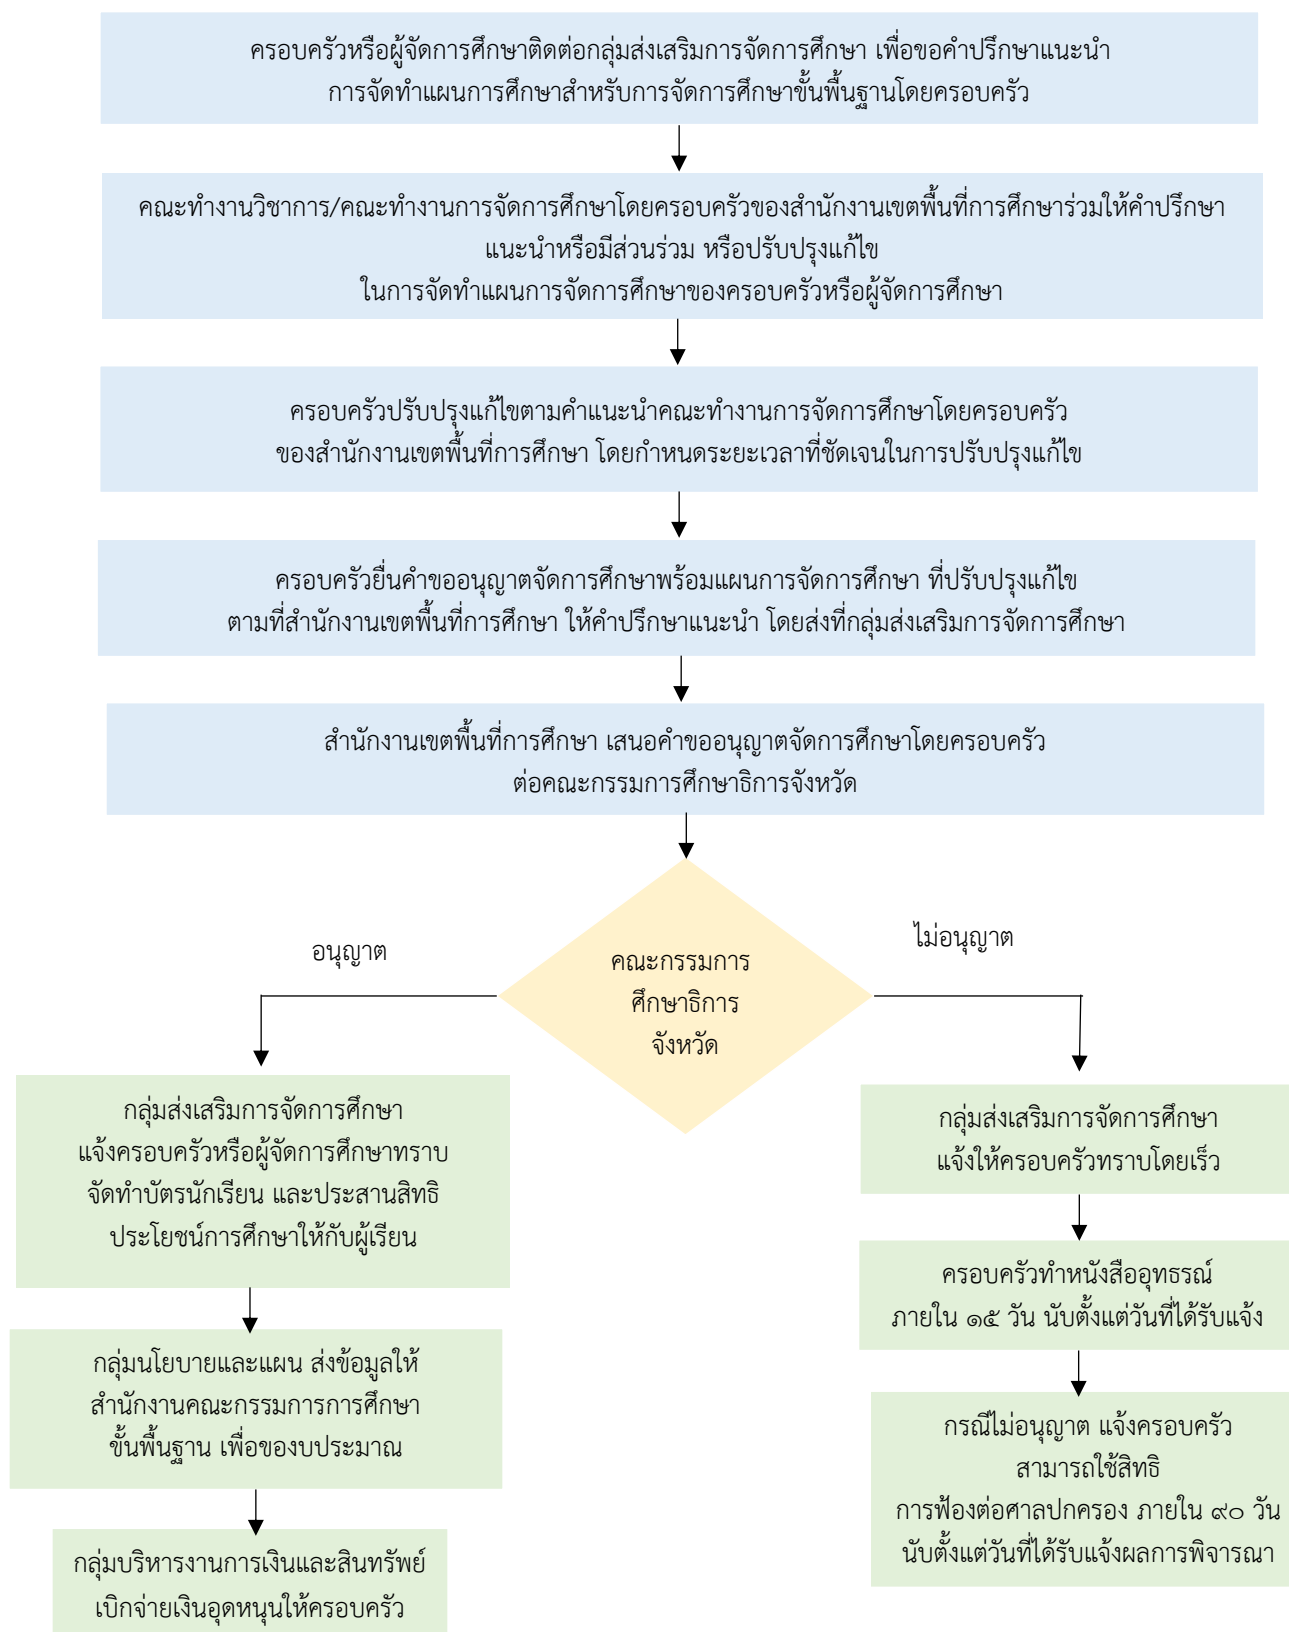 ครอบครัวหรือผู้จัดการศึกษาติดต่อกลุ่มส่งเสริมการจัดการศึกษา เพื่อขอคำปรึกษาแนะนำ
การจัดทำแผนการศึกษาสำหรับการจัดการศึกษาขั้นพื้นฐานโดยครอบครัว
คณะทำงานวิชาการ/คณะทำงานการจัดการศึกษาโดยครอบครัวของสำนักงานเขตพื้นที่การศึกษาร่วมให้คำปรึกษา
แนะนำหรือมีส่วนร่วม หรือปรับปรุงแก้ไข
ในการจัดทำแผนการจัดการศึกษาของครอบครัวหรือผู้จัดการศึกษา
ครอบครัวปรับปรุงแก้ไขตามคำแนะนำคณะทำงานการจัดการศึกษาโดยครอบครัว
ของสำนักงานเขตพื้นที่การศึกษา โดยกำหนดระยะเวลาที่ชัดเจนในการปรับปรุงแก้ไข
ครอบครัวยื่นคำขออนุญาตจัดการศึกษาพร้อมแผนการจัดการศึกษา ที่ปรับปรุงแก้ไข
ตามที่สำนักงานเขตพื้นที่การศึกษา ให้คำปรึกษาแนะนำ โดยส่งที่กลุ่มส่งเสริมการจัดการศึกษา
สำนักงานเขตพื้นที่การศึกษา เสนอคำขออนุญาตจัดการศึกษาโดยครอบครัว
ต่อคณะกรรมการศึกษาธิการจังหวัด
คณะกรรมการ
ศึกษาธิการ
จังหวัด
อนุญาต
กลุ่มส่งเสริมการจัดการศึกษา
แจ้งครอบครัวหรือผู้จัดการศึกษาทราบ
จัดทำบัตรนักเรียน และประสานสิทธิ
ประโยชน์การศึกษาให้กับผู้เรียน
กลุ่มนโยบายและแผน ส่งข้อมูลให้
สำนักงานคณะกรรมการการศึกษา
ขั้นพื้นฐาน เพื่อของบประมาณ
กลุ่มบริหารงานการเงินและสินทรัพย์
เบิกจ่ายเงินอุดหนุนให้ครอบครัว
ไม่อนุญาต
กลุ่มส่งเสริมการจัดการศึกษา
แจ้งให้ครอบครัวทราบโดยเร็ว
ครอบครัวทำหนังสืออุทธรณ์
ภายใน ๑๕ วัน นับตั้งแต่วันที่ได้รับแจ้ง
กรณีไม่อนุญาต แจ้งครอบครัว
สามารถใช้สิทธิ
การฟ้องต่อศาลปกครอง ภายใน ๙๐ วัน
นับตั้งแต่วันที่ได้รับแจ้งผลการพิจารณา